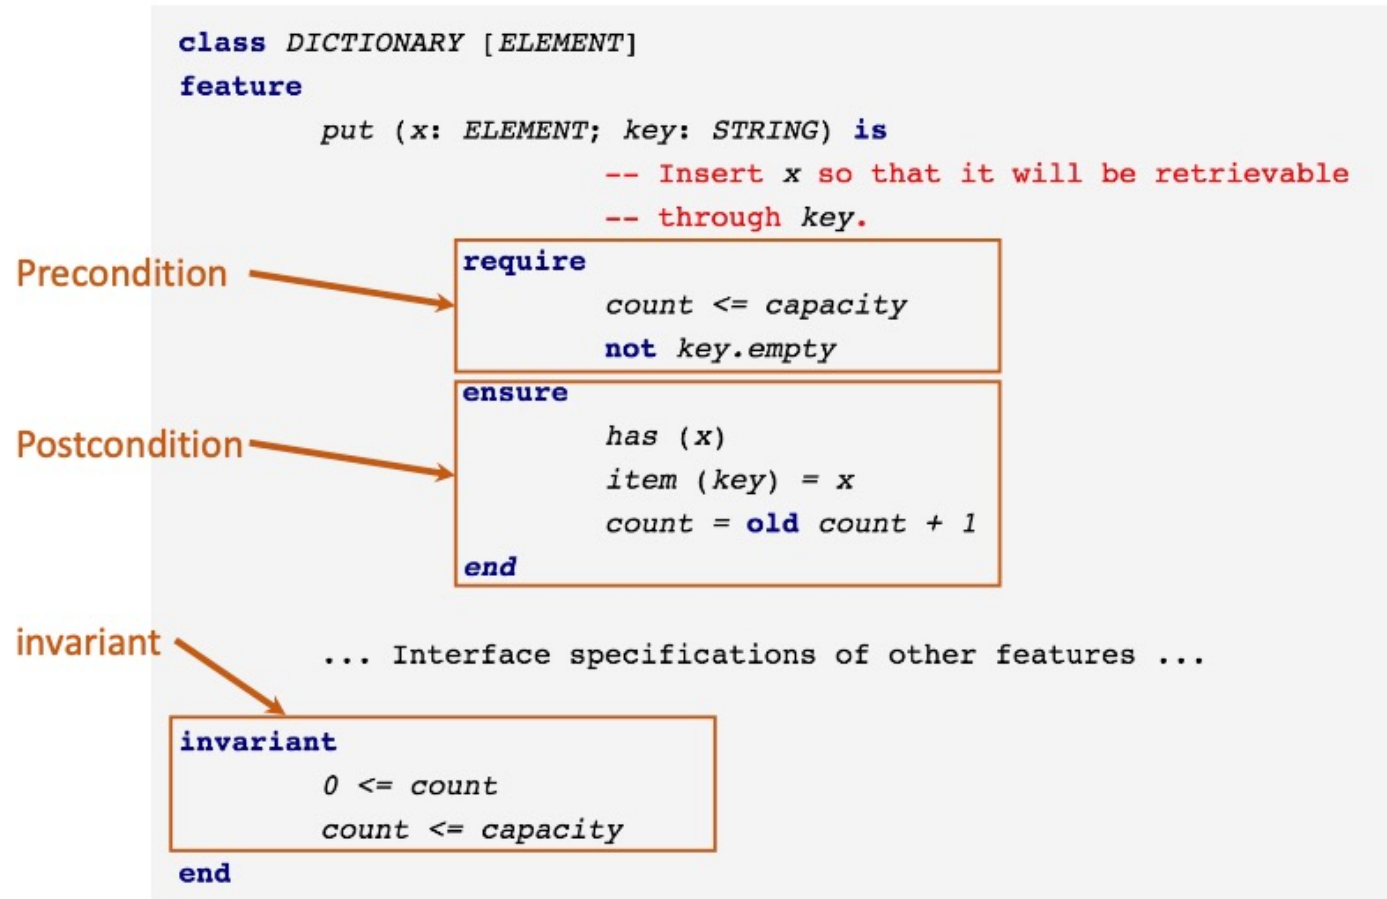 class DICTIONARY [ELEMENT]
feature
put (x: ELEMENT; key: STRING) is
-- Insert x so that it will be retrievable
-- through key.
Precondition
require
count <= capacity
not key.empty
Postcondition
ensure
has (x)
item (key) = x
count = old count + 1
end
invariant
... Interface specifications of other features ...
invariant
0 <= count
count <= capacity
end